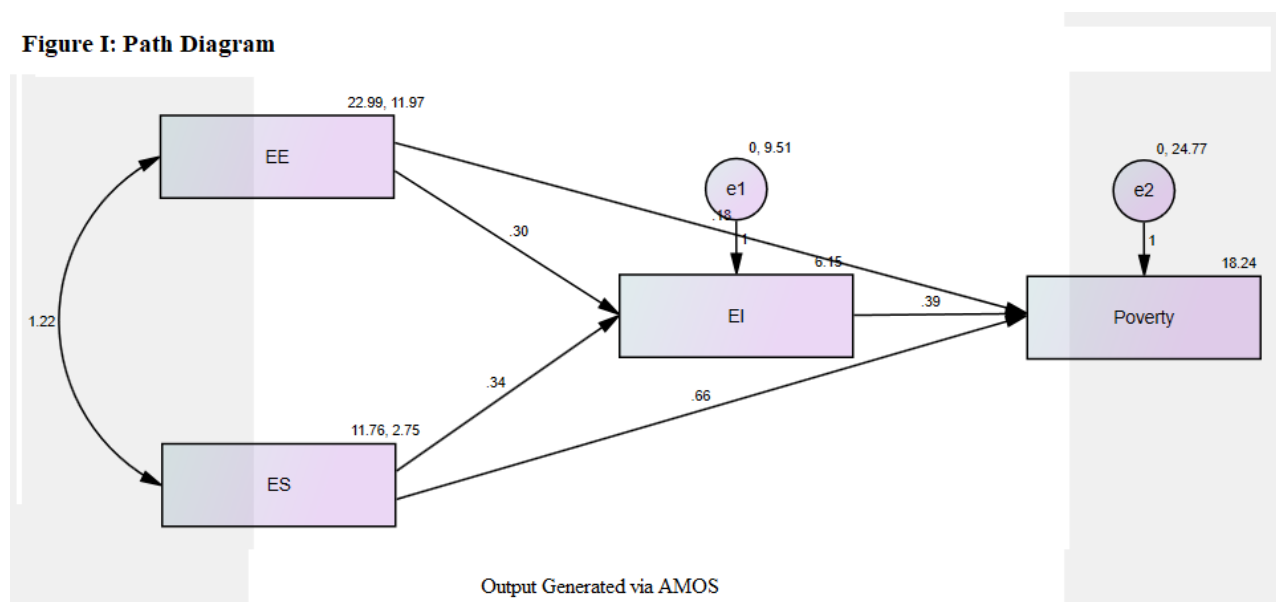 Figure I: Path Diagram
22.99, 11.97
EE
0, 9.51
e1
0, 24.77
e2
.18
1
1
.30
6.15
18.24
EI
.39
Poverty
1.22
.34
.66
11.76, 2.75
ES
Output Generated via AMOS